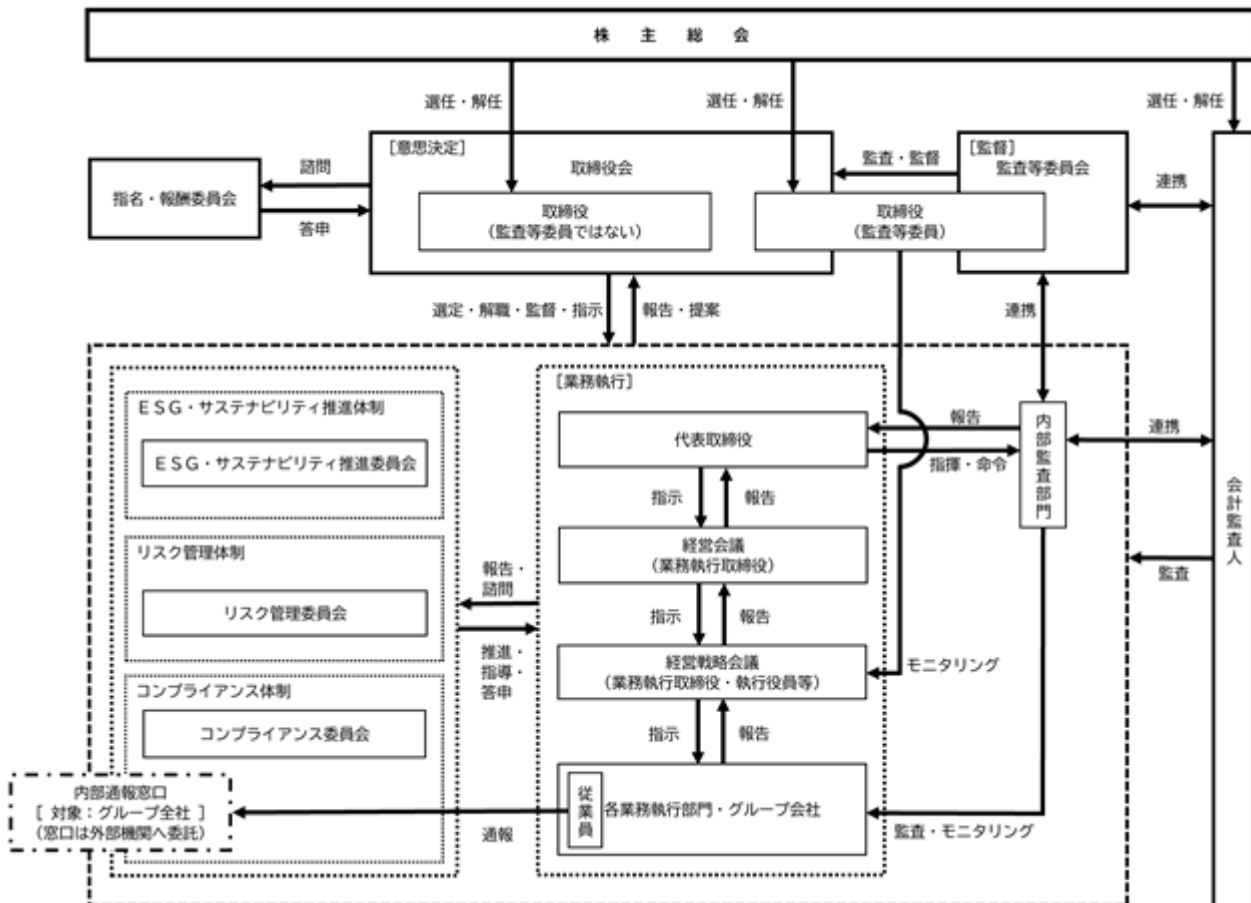 株主総会
選任・解任
選任・解任
選任・解任
[意思決定]
取締役会
取締役
(監査等委員ではない)
監査・監督
[監督]
監査等委員会
取締役
(監査等委員)
連携
諮問
指名・報酬委員会
答申
選定・解職・監督・指示
報告・提案
連携
ESG・サステナビリティ推進体制
ESG・サステナビリティ推進委員会
リスク管理体制
リスク管理委員会
コンプライアンス体制
コンプライアンス委員会
内部通報窓口
[ 対象:グループ全社 ]
(窓口は外部機関へ委託)
通報
報告・
諮問
推進・
指導・
答申
[業務執行]
代表取締役
指示
報告
経営会議
(業務執行取締役)
指示
報告
経営戦略会議
(業務執行取締役・執行役員等)
指示
報告
従業員
各業務執行部門・グループ会社
報告
指揮・命令
内部監査部門
連携
モニタリング
監査・モニタリング
監査
会計監査人